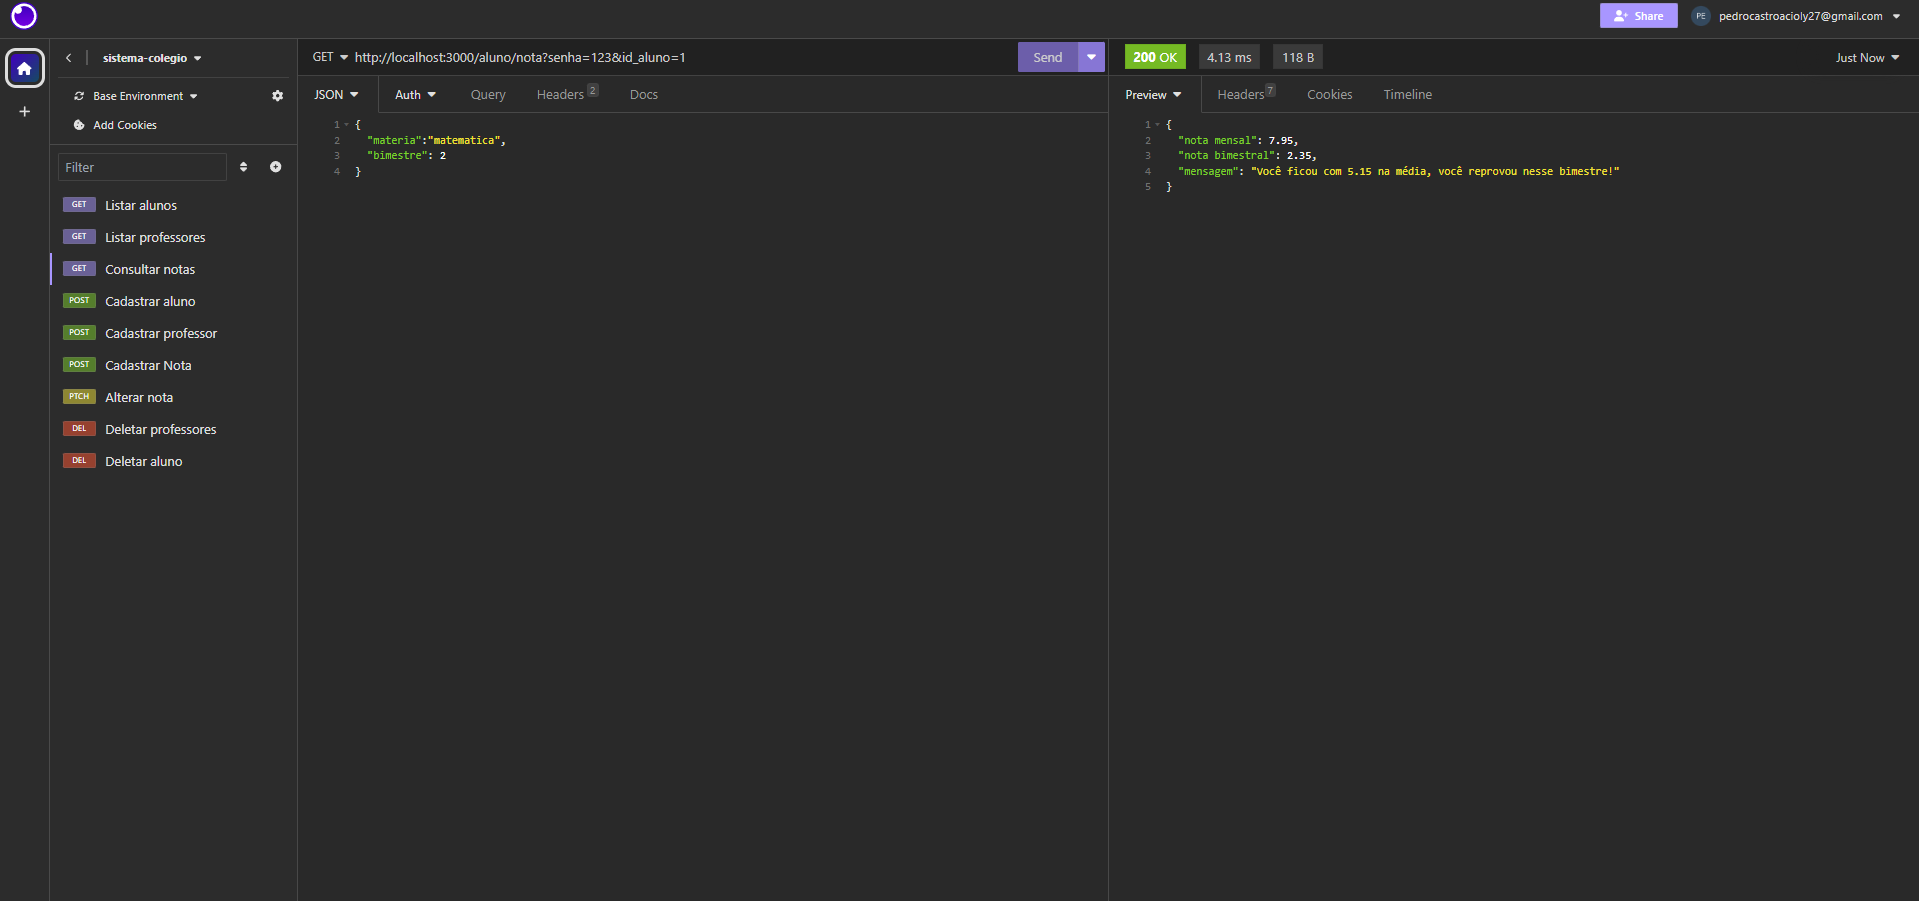 Share
PE
pedrocastroacioly27@gmail.com
sistema-colegio
Base Environment
Add Cookies
Filter
GET Listar alunos
GET Listar professores
GET Consultar notas
POST Cadastrar aluno
POST Cadastrar professor
POST Cadastrar Nota
PTCH Alterar nota
DEL Deletar professores
DEL Deletar aluno
GET http://localhost:3000/aluno/nota?senha=123&id_aluno=1
Send
JSON Auth Query Headers 2 Docs
1 {
2 "materia":"matematica",
3 "bimestre": 2
4 }
200 OK 4.13 ms 118 B Just Now
Preview Headers 7 Cookies Timeline
1 {
2 "nota mensal": 7.95,
3 "nota bimestral": 2.35,
4 "mensagem": "Você ficou com 5.15 na média, você reprovou nesse bimestre!"
5 }